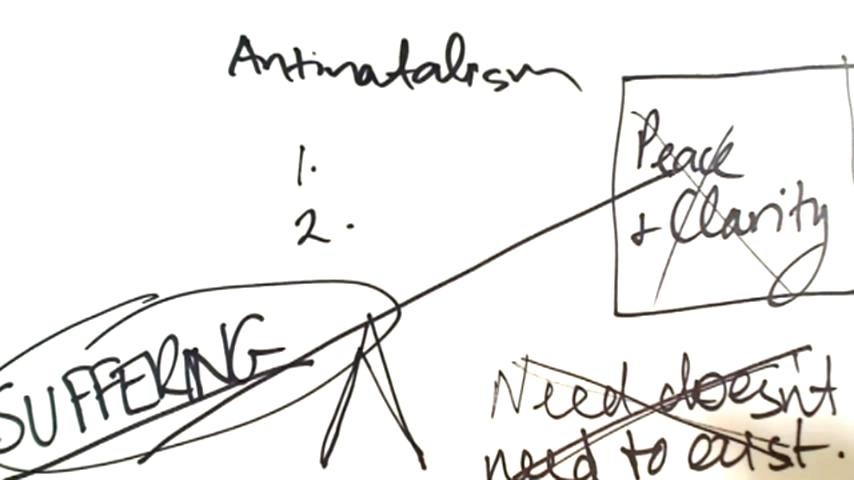 Antinatalism
1.
2.
Peace
+ Clarity
SUFFERING
Need doesn't
need to exist.